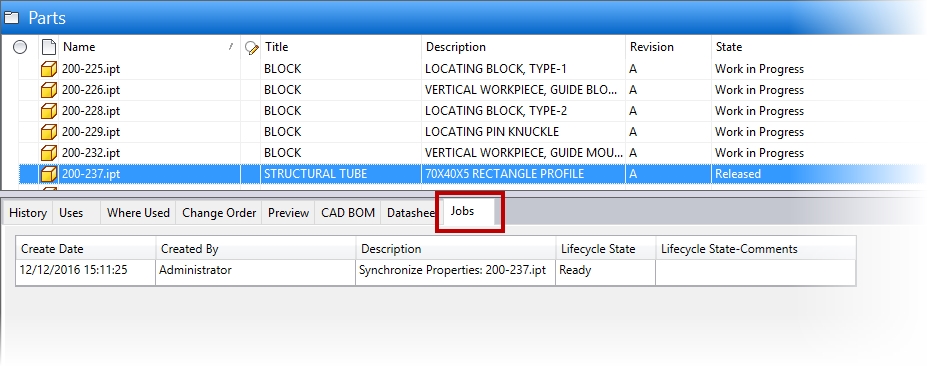 Parts
Name / Title Description Revision State
200-225.ipt BLOCK LOCATING BLOCK, TYPE-1 A Work in Progress
200-226.ipt BLOCK VERTICAL WORKPIECE, GUIDE BLO... A Work in Progress
200-228.ipt BLOCK LOCATING BLOCK, TYPE-2 A Work in Progress
200-229.ipt BLOCK LOCATING PIN KNUCKLE A Work in Progress
200-232.ipt BLOCK VERTICAL WORKPIECE, GUIDE MOU... A Work in Progress
200-237.ipt STRUCTURAL TUBE 70X40X5 RECTANGLE PROFILE A Released
History Uses Where Used Change Order Preview CAD BOM Datasheet Jobs
Create Date Created By Description Lifecycle State Lifecycle State-Comments
12/12/2016 15:11:25 Administrator Synchronize Properties: 200-237.ipt Ready